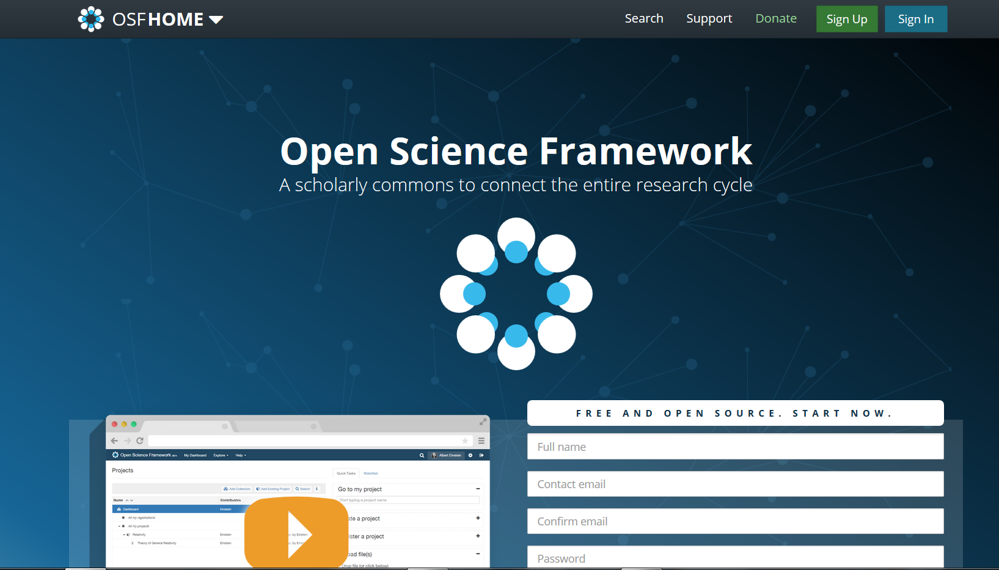 OSFHOME
Search Support Donate Sign Up Sign In
Open Science Framework
A scholarly commons to connect the entire research cycle
FREE AND OPEN SOURCE. START NOW.
Full name
Contact email
Confirm email
Password
Open Science Framework BETA My Dashboard Explore Help Albert Einstein
Projects
Add Collection Add Existing Project Search
Name Contributors
Dashboard Einstein
All my registrations
All my projects
Relativity Einstein
Theory of General Relativity Einstein
Quick Tasks Watchlist
Go to my project
Start typing a project name
ate a project
ister a project
oad file(s)
Drop file (or click below)